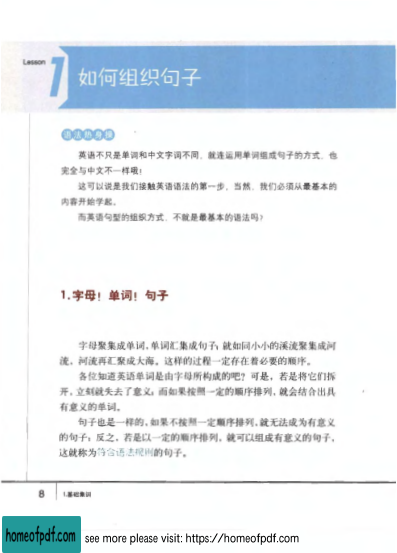 Lesson
1
如何组织句子
语法热身操
英语不只是单词和中文字词不同，就连运用单词组成句子的方式，也
完全与中文不一样哦！
这可以说是我们接触英语语法的第一步，当然，我们必须从最基本的
内容开始学起。
而英语句型的组织方式，不就是最基本的语法吗？
1.字母！单词！句子
字母聚集成单词，单词汇集成句子；就如同小小的溪流聚集成河
流，河流再汇聚成大海。这样的过程一定存在着必要的顺序。
各位知道英语单词是由字母所构成的吧？可是，若是将它们拆
开，立刻就失去了意义；而如果按照一定的顺序排列，就会结合出具
有意义的单词。
句子也是一样的，如果不按照一定顺序排列，就无法成为有意义
的句子；反之，若是以一定的顺序排列，就可以组成有意义的句子，
这就称为符合语法规则的句子。
8
1.基础集训
homeofpdf.com
see more please visit: https://homeofpdf.com